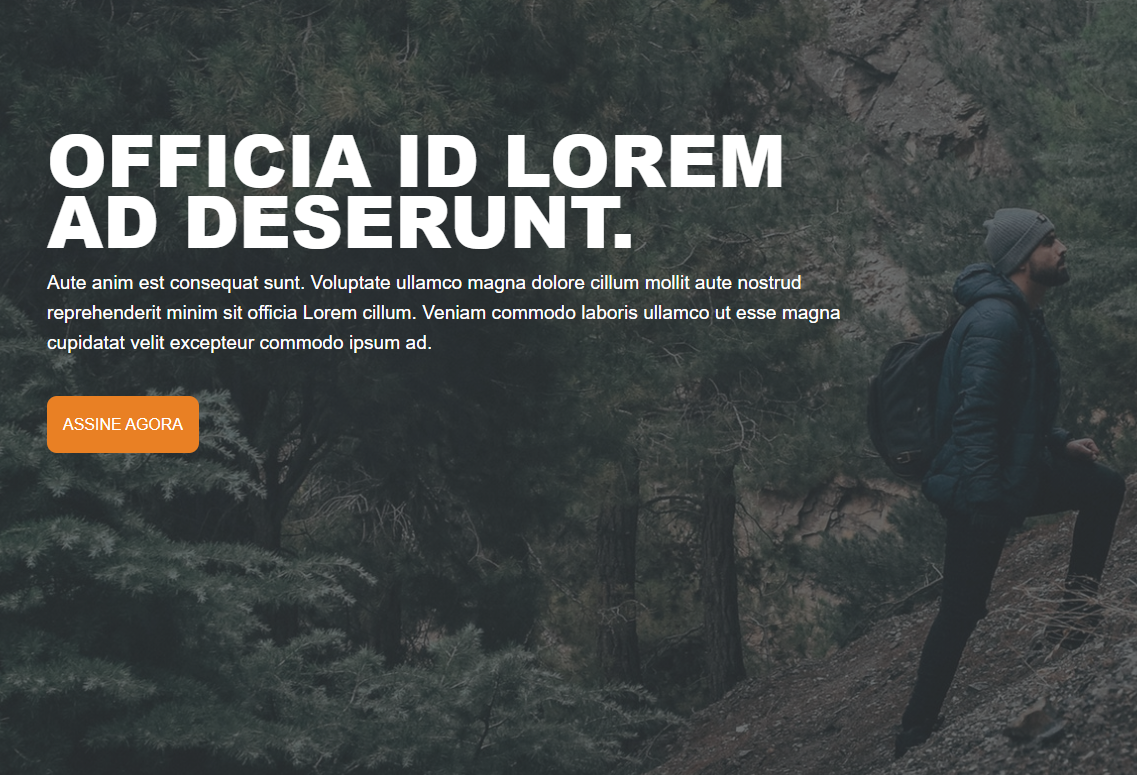 OFFICIA ID LOREM
AD DESERUNT.
Aute anim est consequat sunt. Voluptate ullamco magna dolore cillum mollit aute nostrud
reprehenderit minim sit officia Lorem cillum. Veniam commodo laboris ullamco ut esse magna
cupidatat velit excepteur commodo ipsum ad.
ASSINE AGORA